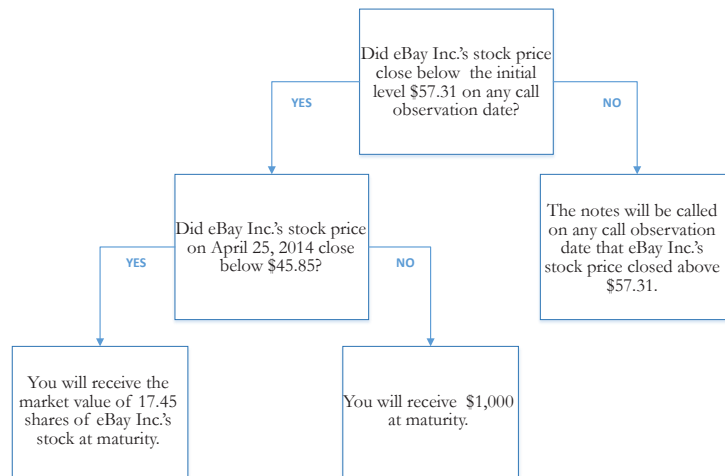 Did eBay Inc.'s stock price
close below the initial
level $57.31 on any call
observation date?
YES
NO
Did eBay Inc.'s stock price
on April 25, 2014 close
below $45.85?
The notes will be called
on any call observation
date that eBay Inc.'s
stock price closed above
$57.31.
YES
NO
You will receive the
market value of 17.45
shares of eBay Inc.'s
stock at maturity.
You will receive $1,000
at maturity.